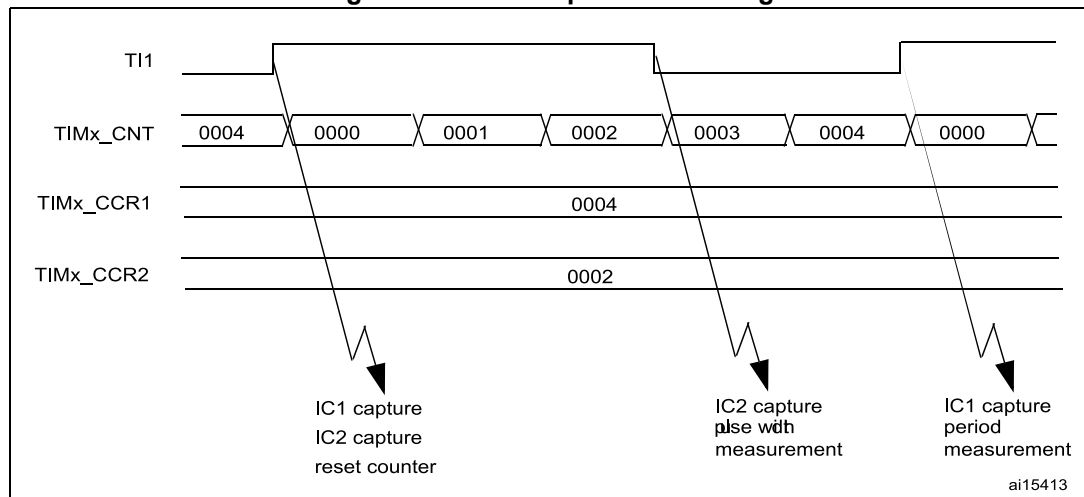 TI1
TIMx_CNT 0004 0000 0001 0002 0003 0004 0000
TIMx_CCR1 0004
TIMx_CCR2 0002
IC1 capture
IC2 capture
reset counter
IC2 capture
measurement
IC1 capture
period
measurement
ai15413